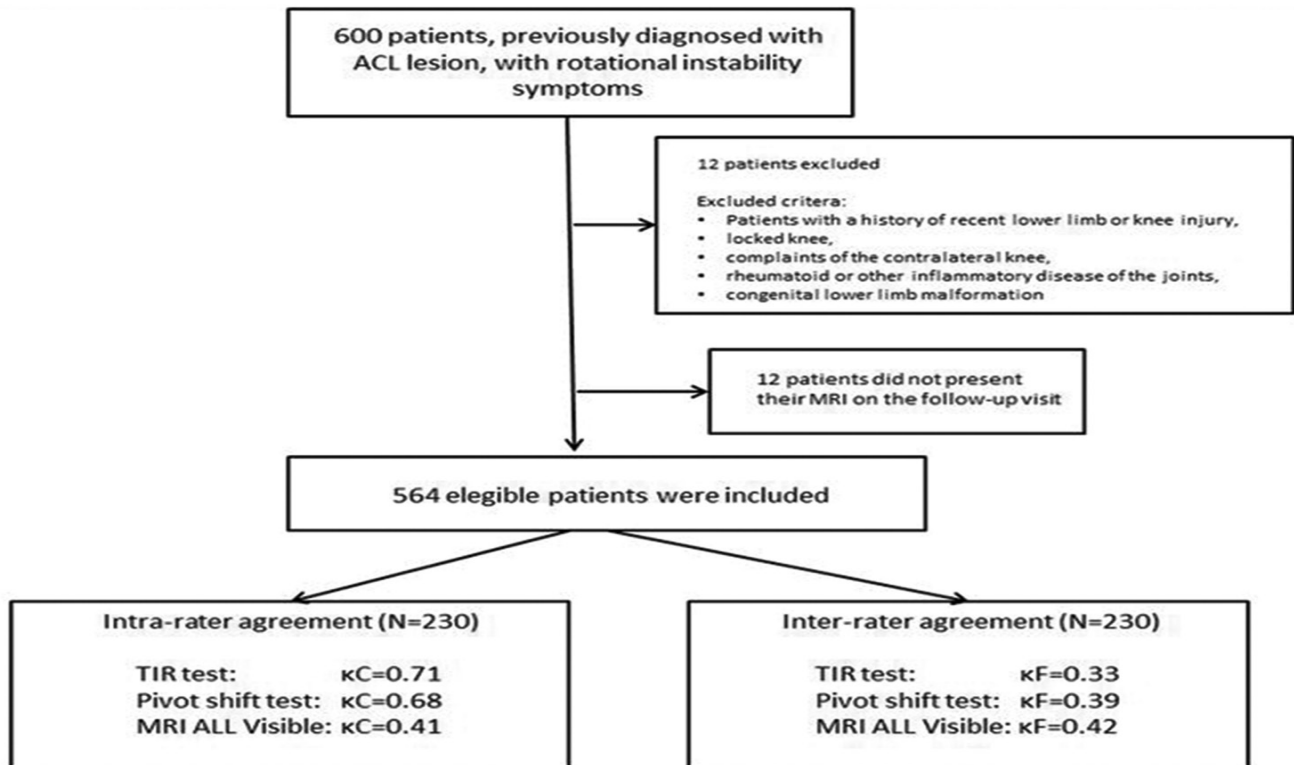 600 patients, previously diagnosed with
ACL lesion, with rotational instability
symptoms
12 patients excluded
Excluded critera:
• Patients with a history of recent lower limb or knee injury,
• locked knee,
• complaints of the contralateral knee,
• rheumatoid or other inflammatory disease of the joints,
• congenital lower limb malformation
12 patients did not present
their MRI on the follow-up visit
564 elegible patients were included
Intra-rater agreement (N=230)
TIR test: κC=0.71
Pivot shift test: κC=0.68
MRI ALL Visible: κC=0.41
Inter-rater agreement (N=230)
TIR test: κF=0.33
Pivot shift test: κF=0.39
MRI ALL Visible: κF=0.42